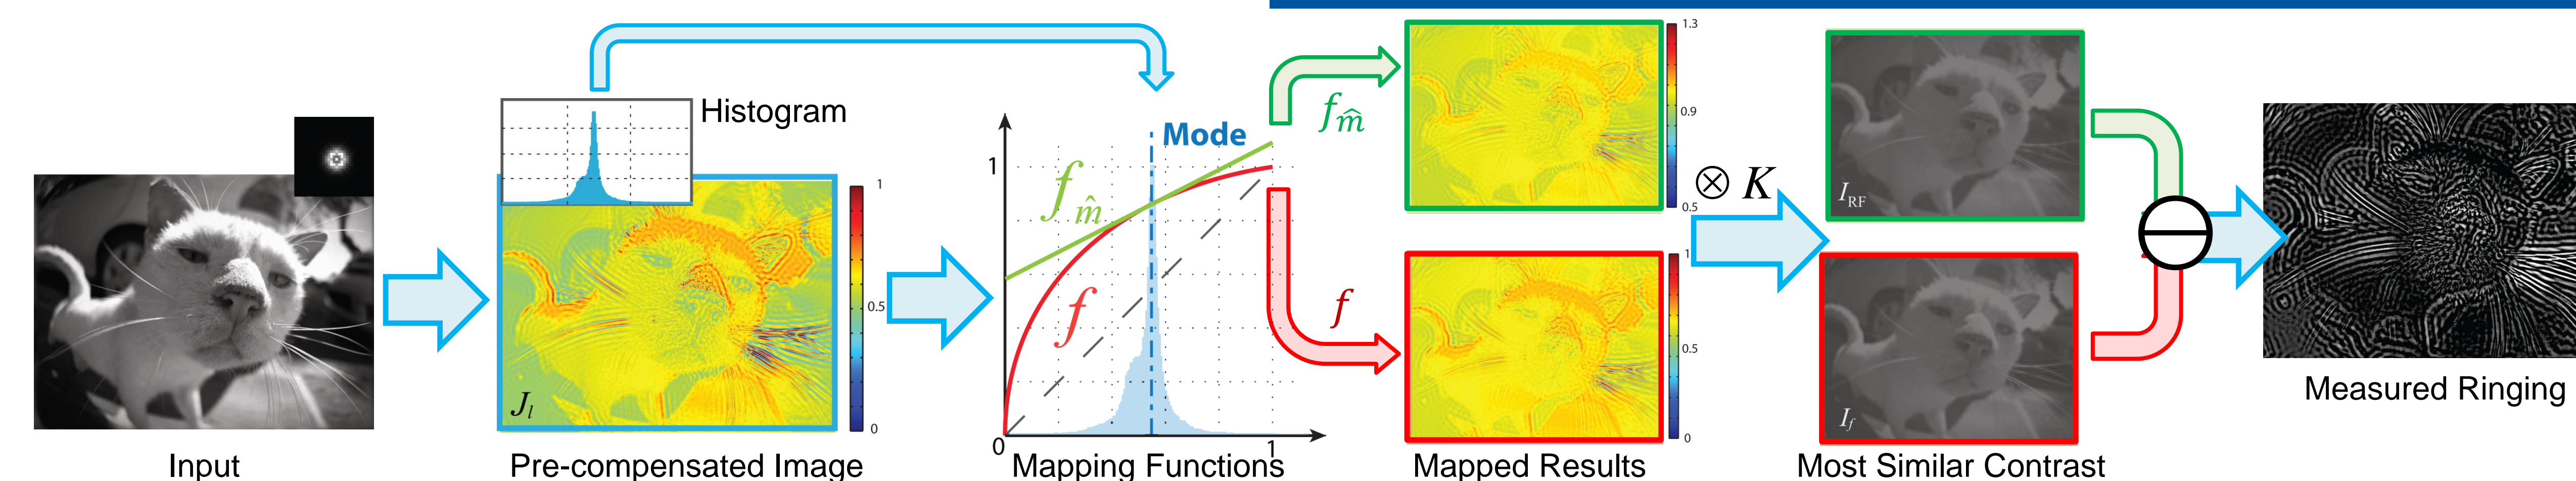 Input
Histogram
J_l
1
0.5
0
Pre-compensated Image
Mode
1
f_m̂
f
0
1
Mapping Functions
f_m̂
f
1.3
0.9
0.5
1
0.5
0
Mapped Results
⊗ K
I_RF
I_f
Most Similar Contrast
Measured Ringing